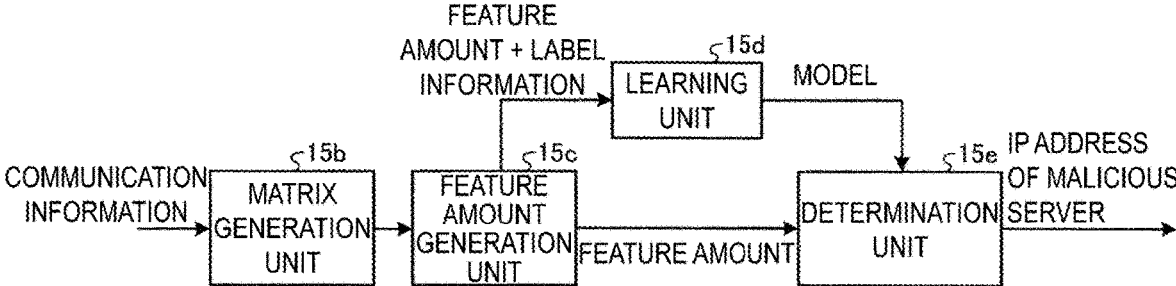 FEATURE
AMOUNT + LABEL
INFORMATION
15d
LEARNING
UNIT
MODEL
COMMUNICATION
INFORMATION
15b
MATRIX
GENERATION
UNIT
15c
FEATURE
AMOUNT
GENERATION
UNIT
FEATURE AMOUNT
15e
DETERMINATION
UNIT
IP ADDRESS
OF MALICIOUS
SERVER